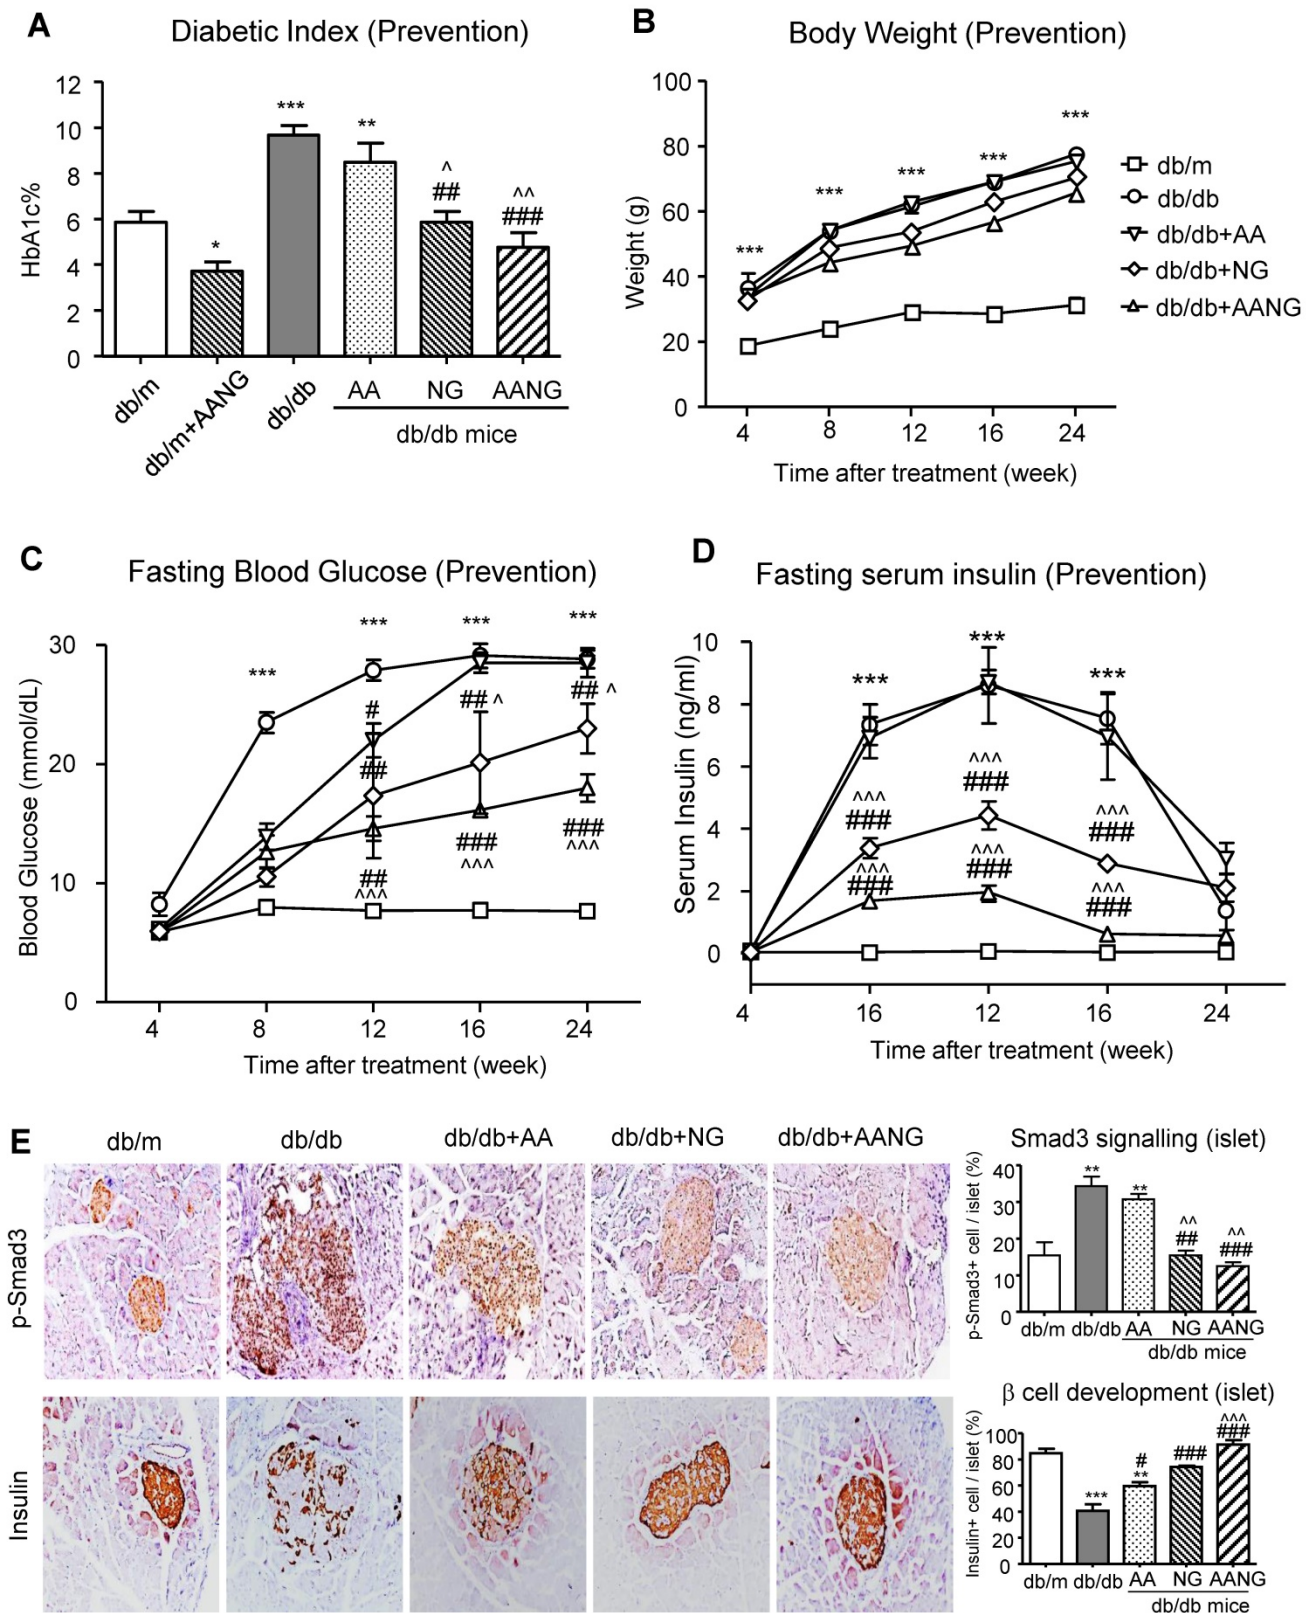 A
Diabetic Index (Prevention)
12
10
8
6
4
2
0
HbA1c%
***
**
^
##
^^
###
*
db/m
db/m+AANG
db/db
AA
NG
AANG
db/db mice
B
Body Weight (Prevention)
100
80
60
40
20
0
Weight (g)
***
***
***
***
***
4
8
12
16
24
Time after treatment (week)
db/m
db/db
db/db+AA
db/db+NG
db/db+AANG
C
Fasting Blood Glucose (Prevention)
30
20
10
0
Blood Glucose (mmol/dL)
***
***
***
***
#
##
## ^
## ^
##
^^^
###
^^^
###
^^^
4
8
12
16
24
Time after treatment (week)
D
Fasting serum insulin (Prevention)
10
8
6
4
2
0
Serum Insulin (ng/ml)
***
***
***
^^^
###
^^^
###
^^^
###
^^^
###
^^^
###
^^^
###
4
16
12
16
24
Time after treatment (week)
E
db/m
db/db
db/db+AA
db/db+NG
db/db+AANG
p-Smad3
Insulin
Smad3 signalling (islet)
40
30
20
10
0
p-Smad3+ cell / islet (%)
**
**
^^
##
^^
###
db/m
db/db
AA
NG
AANG
db/db mice
β cell development (islet)
100
80
60
40
20
0
Insulin+ cell / islet (%)
***
#
**
###
^^^
###
db/m
db/db
AA
NG
AANG
db/db mice